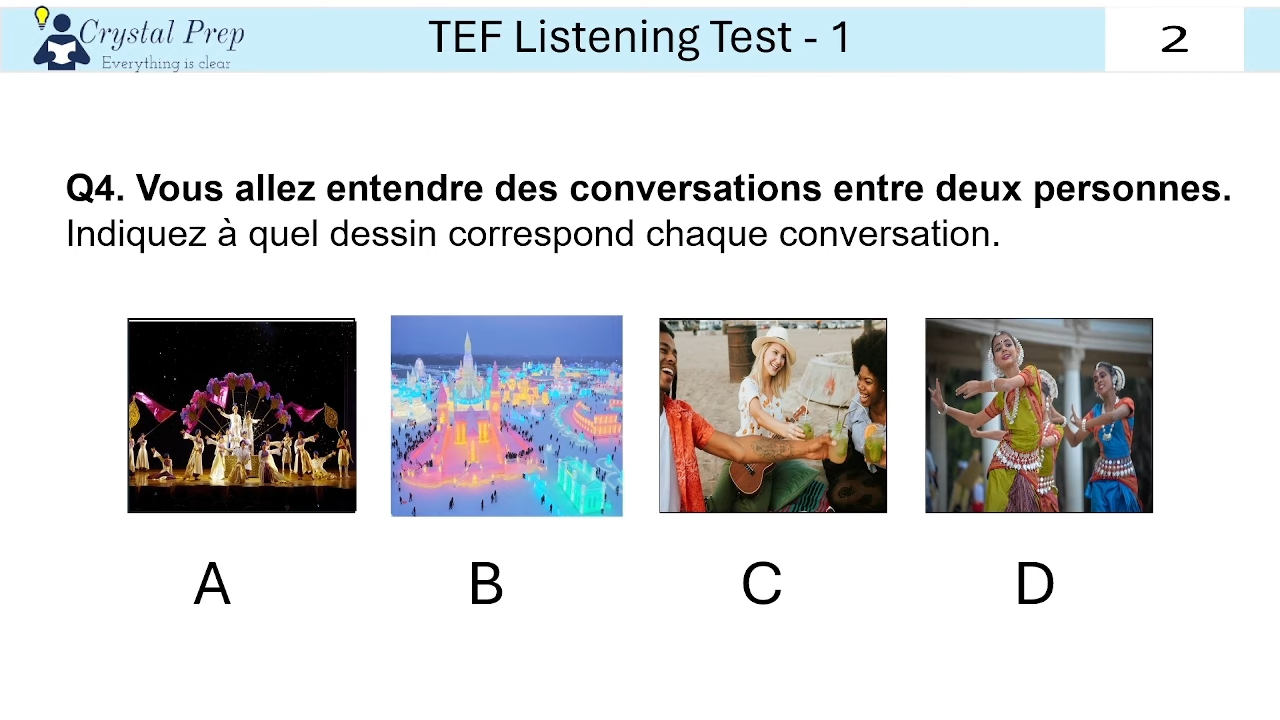 Crystal Prep
Everything is clear
TEF Listening Test - 1
2
Q4. Vous allez entendre des conversations entre deux personnes.
Indiquez à quel dessin correspond chaque conversation.
A
B
C
D